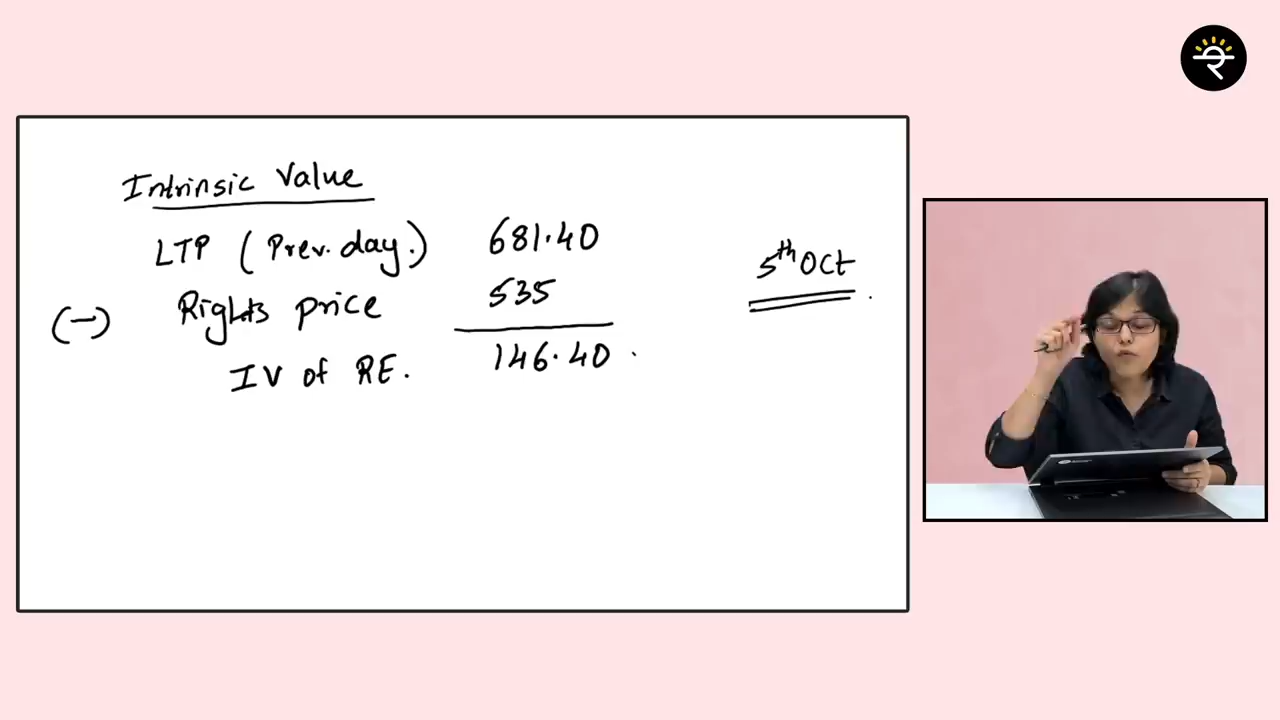 Intrinsic Value
LTP (Prev. day.) 681.40
(-) Rights price 535
IV of RE. 146.40.
5th Oct